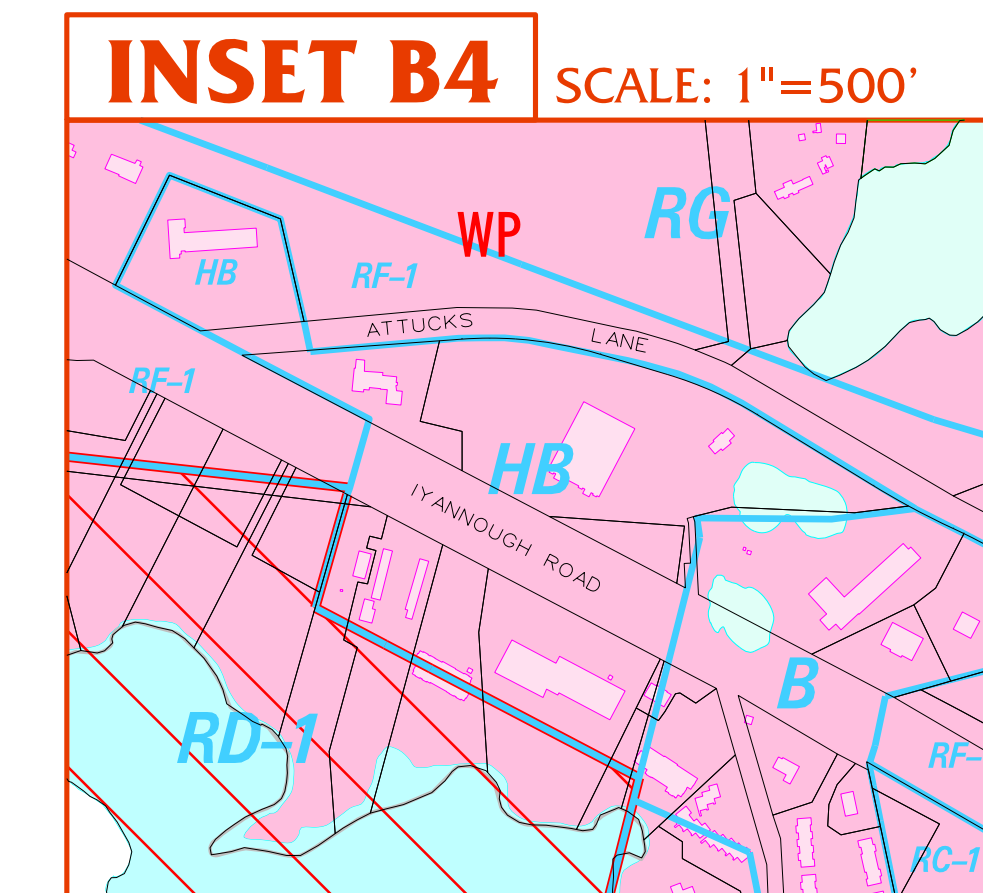 INSET B4
SCALE: 1"=500'
RG
WP
HB
RF-1
ATTUCKS
LANE
RF-1
HB
IYANNOUGH ROAD
B
RD-1
RF-
RC-1